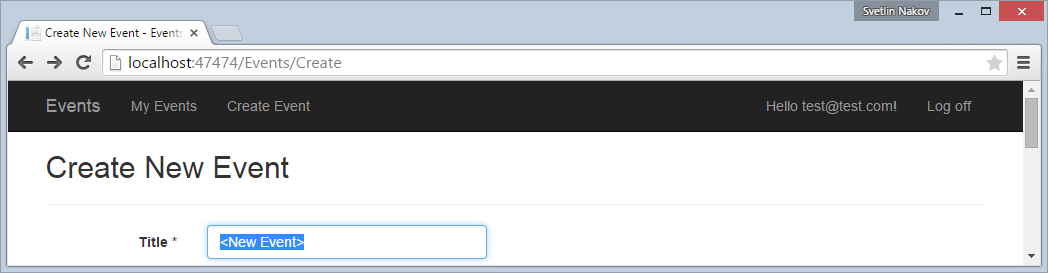 Svetlin Nakov
Create New Event - Events
localhost:47474/Events/Create
Events My Events Create Event Hello test@test.com! Log off
Create New Event
Title * <New Event>